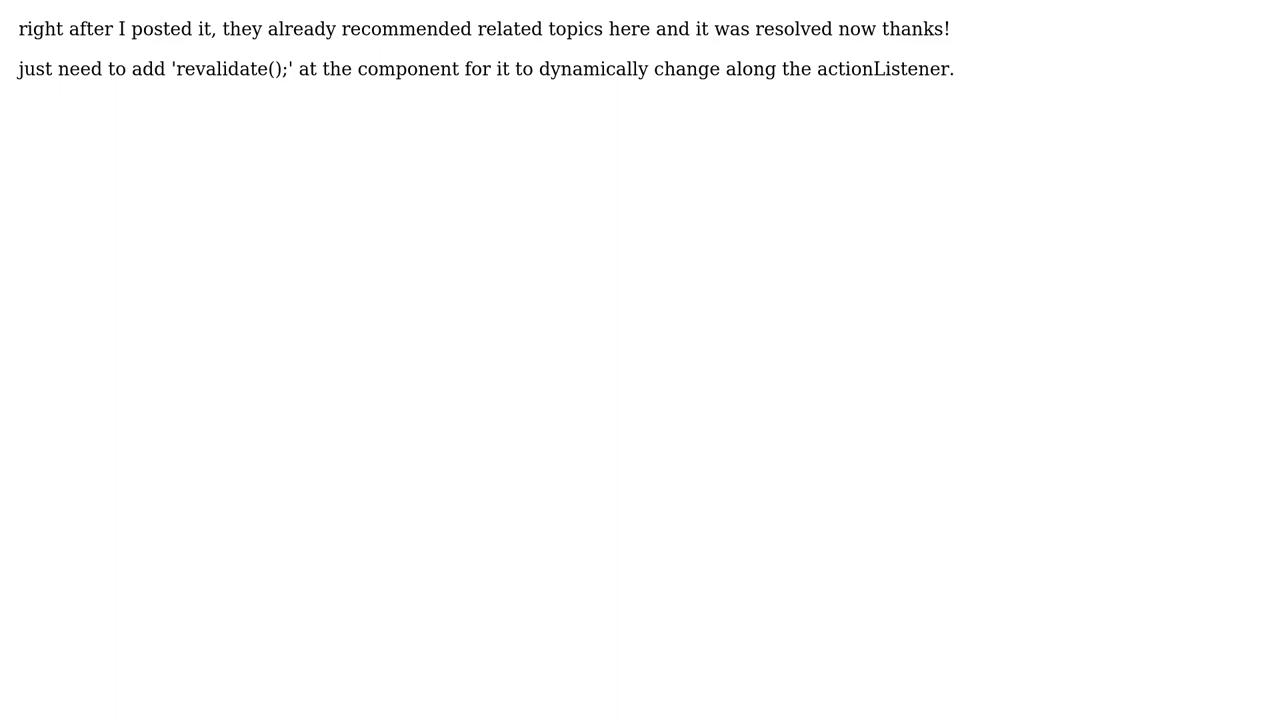 right after I posted it, they already recommended related topics here and it was resolved now thanks!
just need to add 'revalidate();' at the component for it to dynamically change along the actionListener.